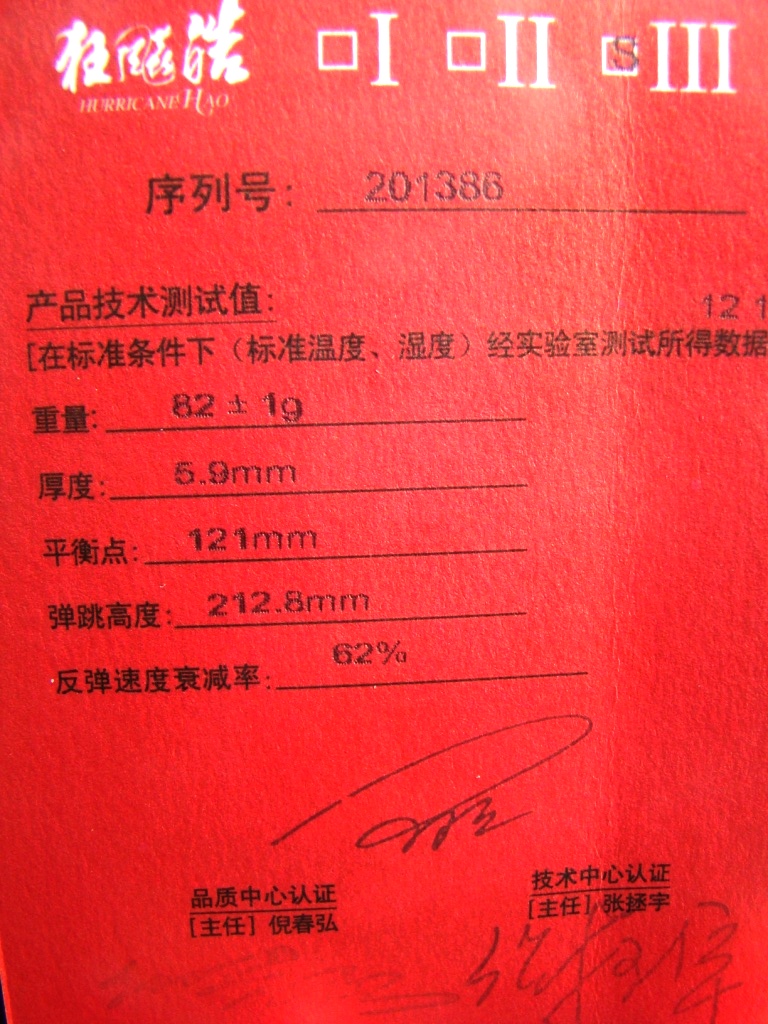 狂飚皓 □I □II □S III
HURRICANE HAO
序列号: 201386
产品技术测试值: 12 1
[在标准条件下（标准温度、湿度）经实验室测试所得数据
重量: 82 ± 1g
厚度: 5.9mm
平衡点: 121mm
弹跳高度: 212.8mm
反弹速度衰减率: 62%
品质中心认证 技术中心认证
[主任] 倪春弘 [主任] 张拯宇